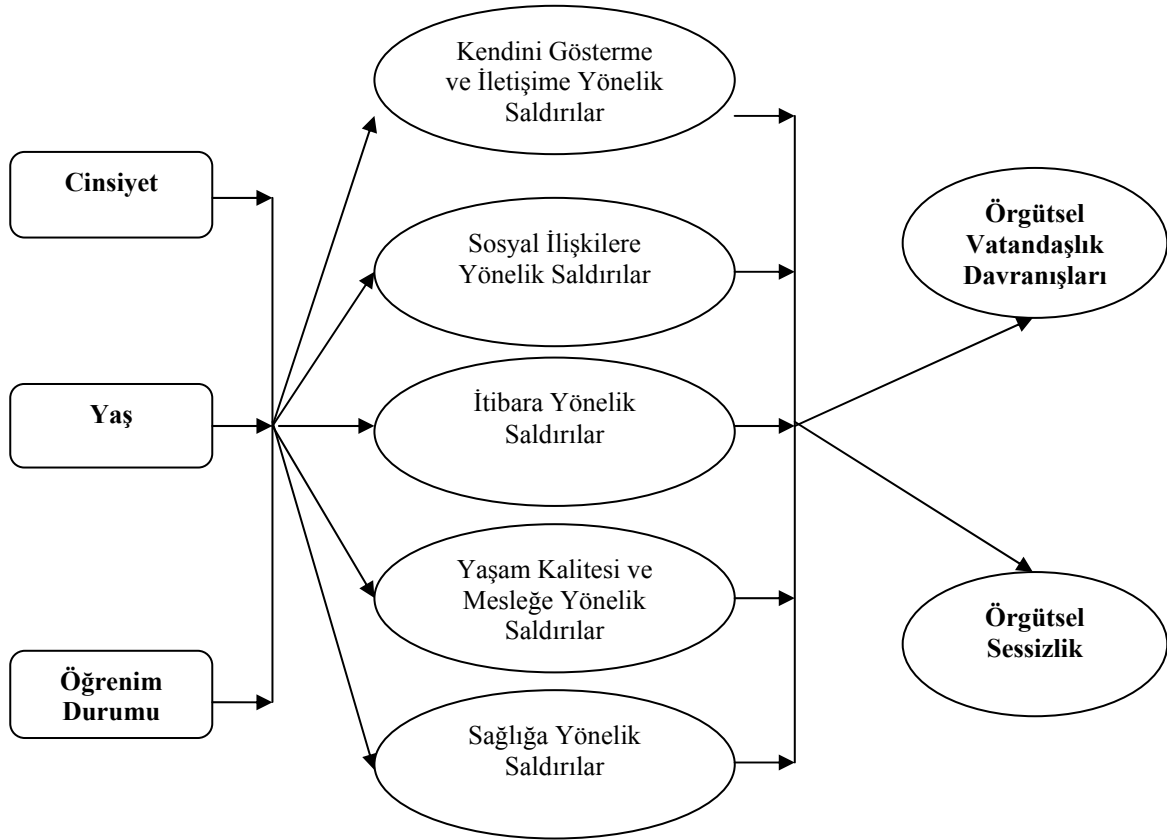 Kendini Gösterme
ve İletişime Yönelik
Saldırılar
Cinsiyet
Sosyal İlişkilere
Yönelik Saldırılar
Örgütsel
Vatandaşlık
Davranışları
Yaş
İtibara Yönelik
Saldırılar
Yaşam Kalitesi ve
Mesleğe Yönelik
Saldırılar
Örgütsel
Sessizlik
Öğrenim
Durumu
Sağlığa Yönelik
Saldırılar